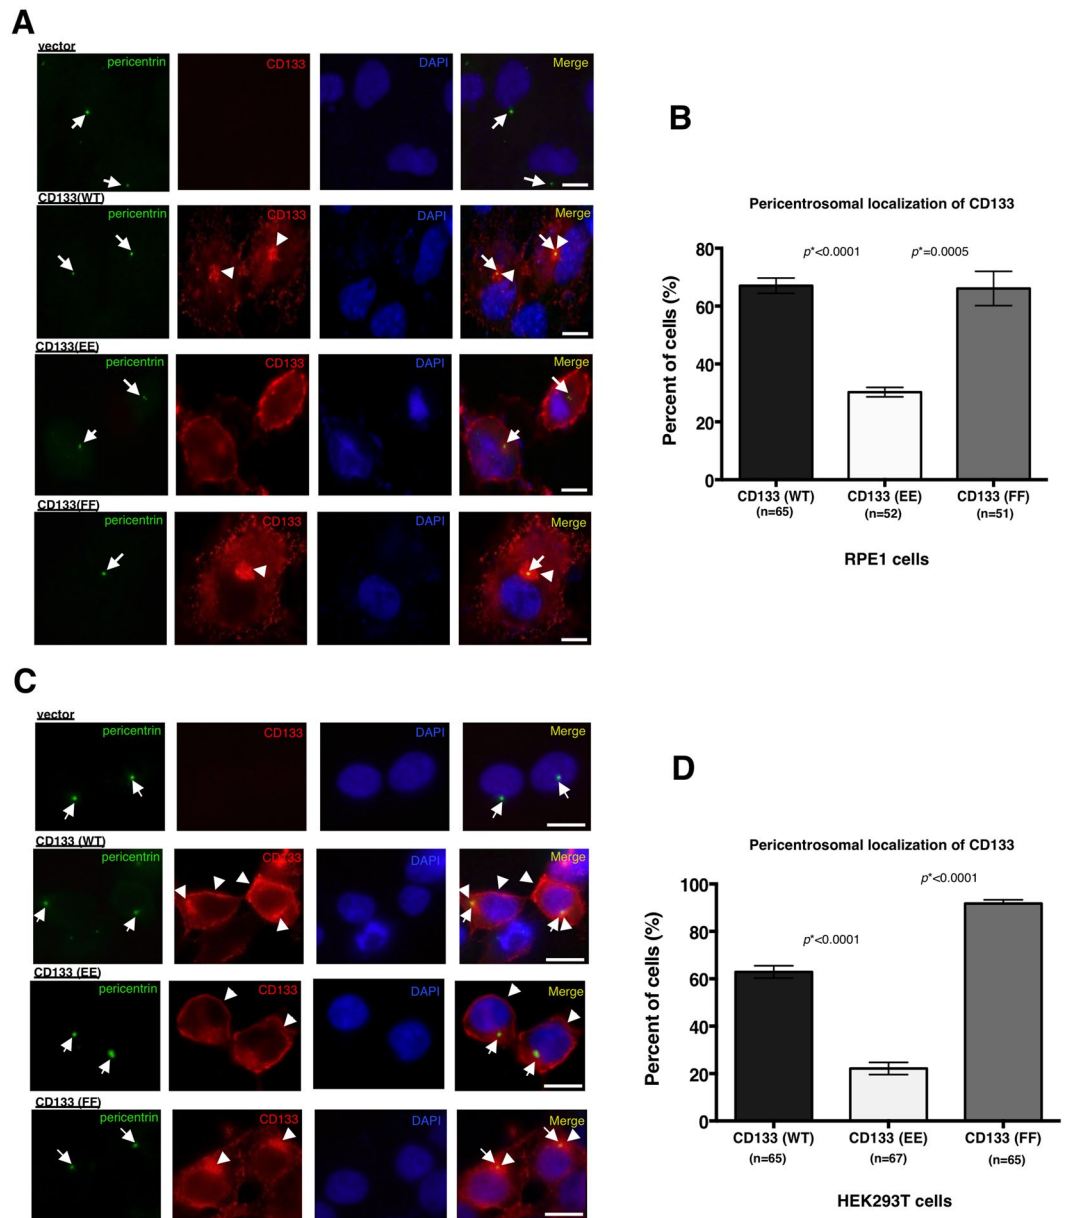 A
vector
pericentrin
CD133
DAPI
Merge
CD133(WT)
pericentrin
CD133
DAPI
Merge
CD133(EE)
pericentrin
CD133
DAPI
Merge
CD133(FF)
pericentrin
CD133
DAPI
Merge
B
Pericentrosomal localization of CD133
Percent of cells (%)
80
60
40
20
0
p*<0.0001
p*=0.0005
CD133 (WT)
(n=65)
CD133 (EE)
(n=52)
CD133 (FF)
(n=51)
RPE1 cells
C
vector
pericentrin
CD133
DAPI
Merge
CD133 (WT)
pericentrin
CD133
DAPI
Merge
CD133 (EE)
pericentrin
CD133
DAPI
Merge
CD133 (FF)
pericentrin
CD133
DAPI
Merge
D
Pericentrosomal localization of CD133
Percent of cells (%)
100
80
60
40
20
0
p*<0.0001
p*<0.0001
CD133 (WT)
(n=65)
CD133 (EE)
(n=67)
CD133 (FF)
(n=65)
HEK293T cells